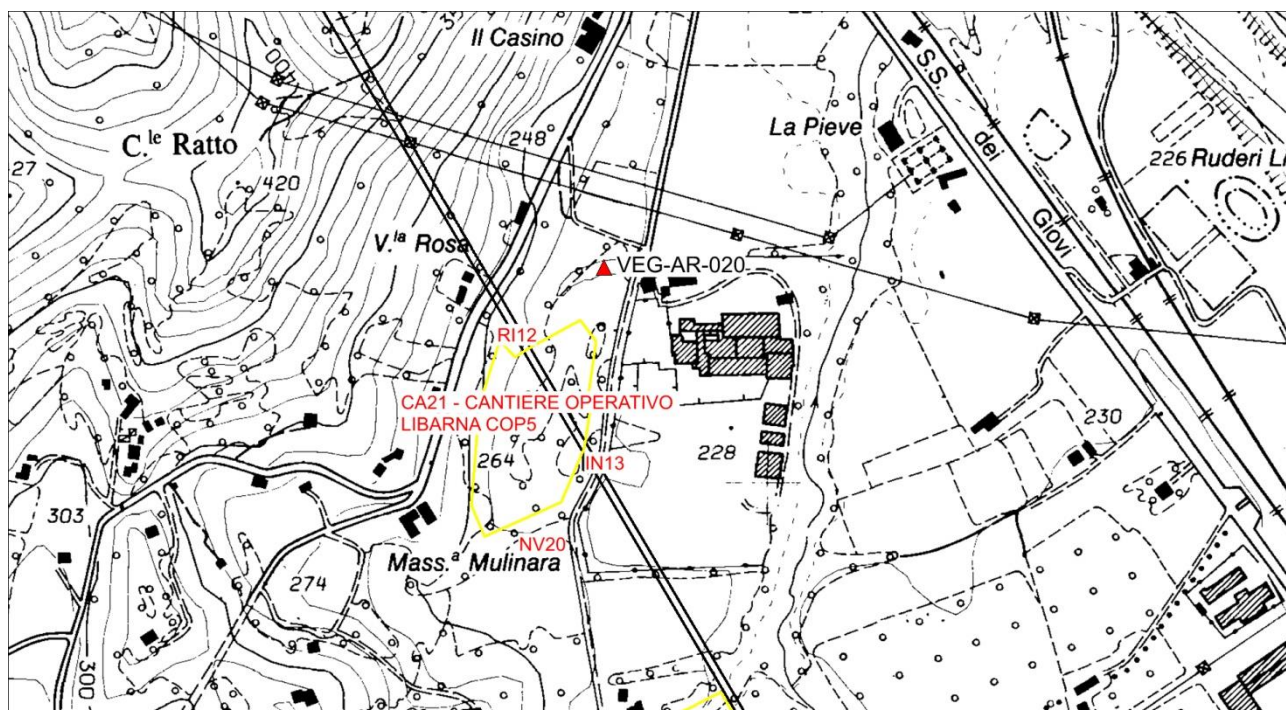 Il Casino
S.S. dei Giovi
400
C.le Ratto
248
La Pieve
27
420
226 Ruderi L
V.la Rosa
VEG-AR-020
RI12
CA21 - CANTIERE OPERATIVO
LIBARNA COP5
230
264
IN13
228
303
NV20
Mass.a Mulinara
274
300